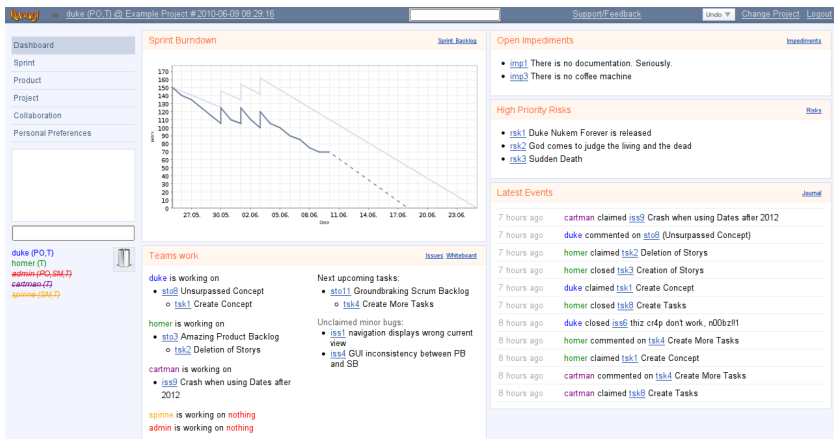 Kunagi duke (PO,T) @ Example Project # 2010-06-09 08:29:16 Support/Feedback Undo ▼ Change Project Logout
Dashboard
Sprint
Product
Project
Collaboration
Personal Preferences
duke (PO,T)
homer (T)
admin (PO,SM,T)
cartman (T)
spinne (SM,T)
Sprint Burndown Sprint Backlog
170
160
150
140
130
120
110
100
90
80
70
60
50
40
30
20
10
0
27.05. 30.05. 02.06. 05.06. 08.06. 11.06. 14.06. 17.06. 20.06. 23.06.
Date
Teams work Issues Whiteboard
duke is working on
sto8 Unsurpassed Concept
tsk1 Create Concept
homer is working on
sto3 Amazing Product Backlog
tsk2 Deletion of Storys
cartman is working on
iss9 Crash when using Dates after
2012
spinne is working on nothing
admin is working on nothing
Next upcoming tasks:
sto11 Groundbraking Scrum Backlog
tsk4 Create More Tasks
Unclaimed minor bugs:
iss1 navigation displays wrong current
view
iss4 GUI inconsistency between PB
and SB
Open Impediments Impediments
imp1 There is no documentation. Seriously.
imp3 There is no coffee machine
High Priority Risks Risks
rsk1 Duke Nukem Forever is released
rsk2 God comes to judge the living and the dead
rsk3 Sudden Death
Latest Events Journal
7 hours ago cartman claimed iss9 Crash when using Dates after 2012
7 hours ago duke commented on sto8 (Unsurpassed Concept)
7 hours ago homer claimed tsk2 Deletion of Storys
7 hours ago homer closed tsk3 Creation of Storys
7 hours ago duke claimed tsk1 Create Concept
7 hours ago homer closed tsk8 Create Tasks
8 hours ago duke closed iss6 thiz cr4p don't work, n00bz!!1
8 hours ago homer commented on tsk4 Create More Tasks
8 hours ago homer claimed tsk1 Create Concept
8 hours ago cartman commented on tsk4 Create More Tasks
8 hours ago cartman claimed tsk8 Create Tasks